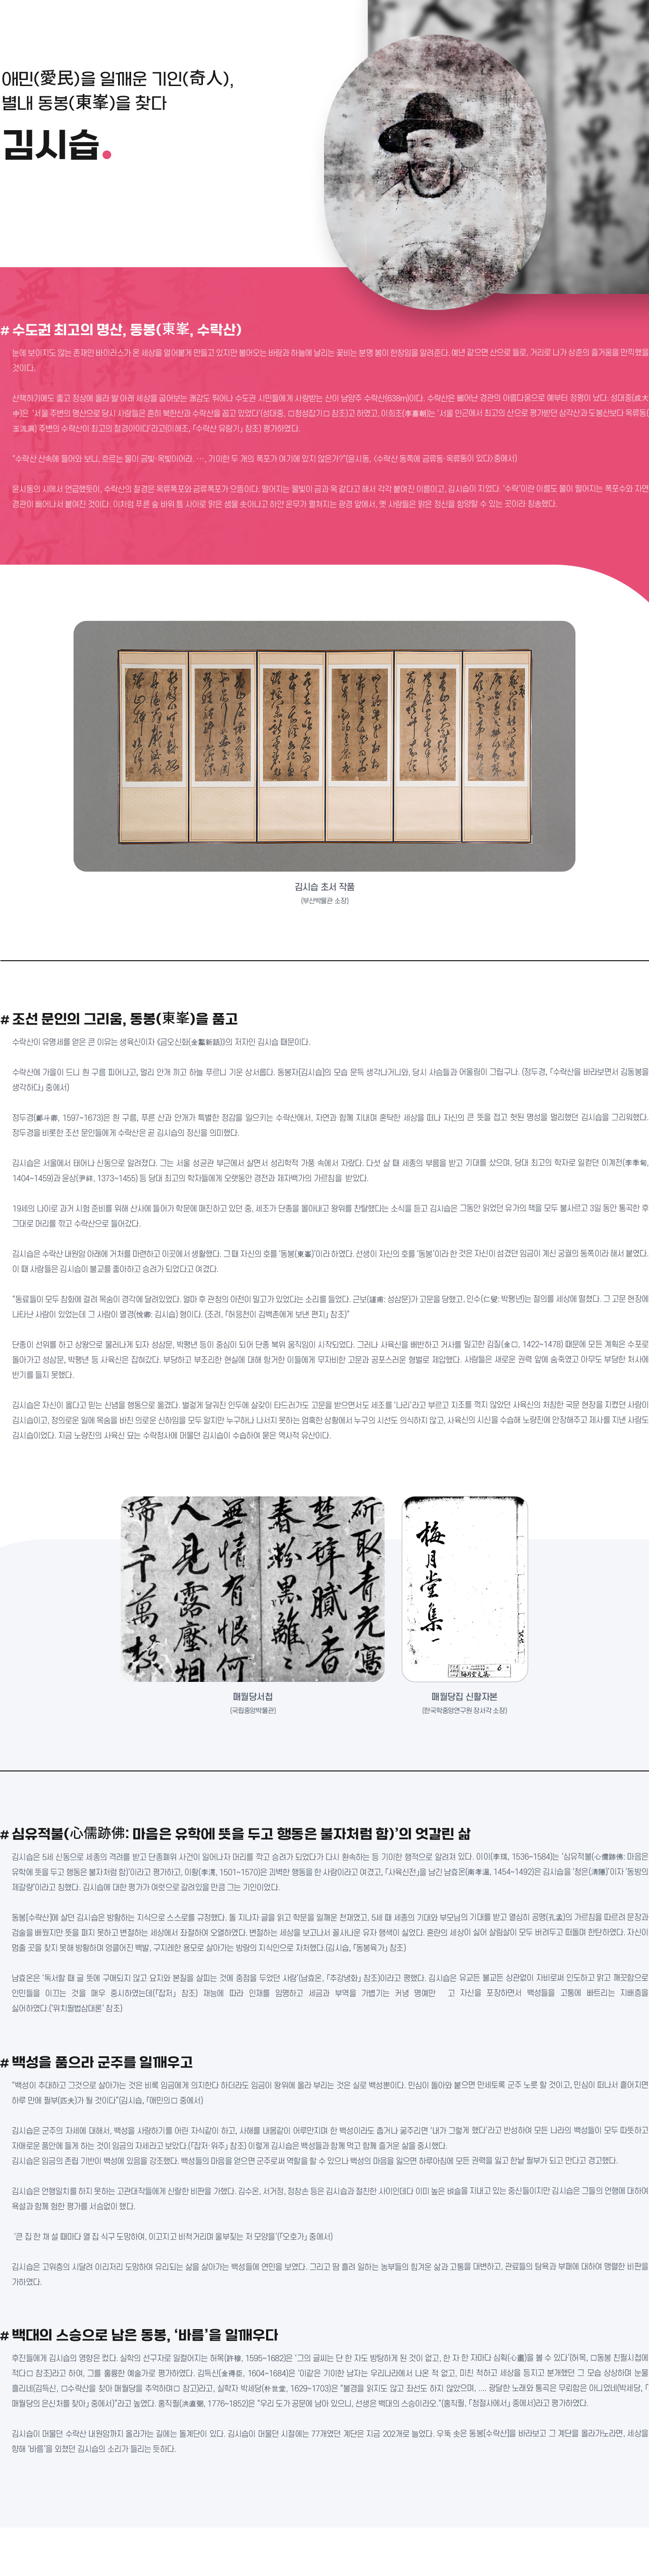 애민(愛民)을 일깨운 기인(奇人),
별내 동봉(東峯)을 찾다
김시습.
# 수도권 최고의 명산, 동봉(東峯, 수락산)
눈에 보이지도 않는 존재인 바이러스가 온 세상을 얼어붙게 만들고 있지만 불어오는 바람과 하늘에 날리는 꽃비는 분명 봄이 한창임을 알려준다. 예년 같으면 산으로 들로, 거리로 나가 상춘의 즐거움을 만끽했을
것이다.
산책하기에도 좋고 정상에 올라 발 아래 세상을 굽어보는 쾌감도 뛰어나 수도권 시민들에게 사랑받는 산이 남양주 수락산(638m)이다. 수락산은 빼어난 경관의 아름다움으로 예부터 정평이 났다. 성대중(成大
中)은 '서울 주변의 명산으로 당시 사람들은 흔히 북한산과 수락산을 꼽고 있었다'(성대중, □청성잡기□ 참조)고 하였고, 이희조(李喜朝)는 '서울 인근에서 최고의 산으로 평가받던 삼각산과 도봉산보다 옥류동(
玉流洞) 주변의 수락산이 최고의 절경이이다'라고(이해조, 「수락산 유람기」 참조) 평가하였다.
"수락산 산속에 들어와 보니, 흐르는 물이 금빛·옥빛이어라. …, 기이한 두 개의 폭포가 여기에 있지 않은가?"(윤시동, 〈수락산 동쪽에 금류동·옥류동이 있다〉중에서)
윤시동의 시에서 언급했듯이, 수락산의 절경은 옥류폭포와 금류폭포가 으뜸이다. 떨어지는 물빛이 금과 옥 같다고 해서 각각 붙여진 이름이고, 김시습이 지었다. '수락'이란 이름도 물이 떨어지는 폭포수와 자연
경관이 빼어나서 붙여진 것이다. 이처럼 푸른 숲 바위 틈 사이로 맑은 샘물 솟아나고 하얀 운무가 펼쳐지는 광경 앞에서, 옛 사람들은 맑은 정신을 함양할 수 있는 곳이라 칭송했다.
김시습 초서 작품
(부산박물관 소장)
# 조선 문인의 그리움, 동봉(東峯)을 품고
수락산이 유명세를 얻은 큰 이유는 생육신이자 《금오신화(金鰲新話)》의 저자인 김시습 때문이다.
수락산에 가을이 드니 흰 구름 피어나고, 멀리 안개 끼고 하늘 푸르니 기운 상서롭다. 동봉자[김시습]의 모습 문득 생각나거니와, 당시 사슴들과 어울림이 그립구나. (정두경, 「수락산을 바라보면서 김동봉을
생각하다」 중에서)
정두경(鄭斗卿, 1597~1673)은 흰 구름, 푸른 산과 안개가 특별한 정감을 일으키는 수락산에서, 자연과 함께 지내며 혼탁한 세상을 떠나 자신의 큰 뜻을 접고 헛된 명성을 멀리했던 김시습을 그리워했다.
정두경을 비롯한 조선 문인들에게 수락산은 곧 김시습의 정신을 의미했다.
김시습은 서울에서 태어나 신동으로 알려졌다. 그는 서울 성균관 부근에서 살면서 성리학적 가풍 속에서 자랐다. 다섯 살 때 세종의 부름을 받고 기대를 샀으며, 당대 최고의 학자로 일컫던 이계전(李季甸,
1404~1459)과 윤상(尹祥, 1373~1455) 등 당대 최고의 학자들에게 오랫동안 경전과 제자백가의 가르침을 받았다.
19세의 나이로 과거 시험 준비를 위해 산사에 들어가 학문에 매진하고 있던 중, 세조가 단종을 몰아내고 왕위를 찬탈했다는 소식을 듣고 김시습은 그동안 읽었던 유가의 책을 모두 불사르고 3일 동안 통곡한 후
그대로 머리를 깎고 수락산으로 들어갔다.
김시습은 수락산 내원암 아래에 거처를 마련하고 이곳에서 생활했다. 그 때 자신의 호를 '동봉(東峯)'이라 하였다. 선생이 자신의 호를 '동봉'이라 한 것은 자신이 섬겼던 임금이 계신 궁궐의 동쪽이라 해서 붙였다.
이 때 사람들은 김시습이 불교를 좋아하고 승려가 되었다고 여겼다.
"동료들이 모두 참화에 걸려 목숨이 경각에 달려있었다. 얼마 후 관청의 아전이 밀고가 있었다는 소리를 들었다. 근보(謹甫: 성삼문)가 고문을 당했고, 인수(仁叟: 박팽년)는 절의를 세상에 펼쳤다. 그 고문 현장에
나타난 사람이 있었는데 그 사람이 열경(悅卿: 김시습) 형이다. (조려, 「허응천이 김백촌에게 보낸 편지」 참조)"
단종이 선위를 하고 상왕으로 물러나게 되자 성삼문, 박팽년 등이 중심이 되어 단종 복위 움직임이 시작되었다. 그러나 사육신을 배반하고 거사를 밀고한 김질(金□, 1422~1478) 때문에 모든 계획은 수포로
돌아가고 성삼문, 박팽년 등 사육신은 잡혀갔다. 부당하고 부조리한 현실에 대해 항거한 이들에게 무자비한 고문과 공포스러운 형벌로 제압했다. 사람들은 새로운 권력 앞에 숨죽였고 아무도 부당한 처사에
반기를 들지 못했다.
김시습은 자신이 옳다고 믿는 신념을 행동으로 옮겼다. 벌겋게 달궈진 인두에 살갗이 타드러가도 고문을 받으면서도 세조를 '나리'라고 부르고 지조를 꺽지 않았던 사육신의 처참한 국문 현장을 지켰던 사람이
김시습이고, 정의로운 일에 목숨을 바친 의로운 신하임을 모두 알지만 누구하나 나서지 못하는 엄혹한 상황에서 누구의 시선도 의식하지 않고, 사육신의 시신을 수습해 노량진에 안장해주고 제사를 지낸 사람도
김시습이었다. 지금 노량진의 사육신 묘는 수락정사에 머물던 김시습이 수습하여 묻은 역사적 유산이다.
斫取青光寫
楚辭膩香
春粉黑離離
無情有恨何
人見露壓烟
啼千萬枝
梅月堂集 一
매월당서첩
(국립중앙박물관)
매월당집 신활자본
(한국학중앙연구원 장서각 소장)
# 심유적불(心儒跡佛: 마음은 유학에 뜻을 두고 행동은 불자처럼 함)'의 엇갈린 삶
김시습은 5세 신동으로 세종의 격려를 받고 단종폐위 사건이 일어나자 머리를 깍고 승려가 되었다가 다시 환속하는 등 기이한 행적으로 알려져 있다. 이이(李珥, 1536~1584)는 '심유적불(心儒跡佛: 마음은
유학에 뜻을 두고 행동은 불자처럼 함)'이라고 평가하고, 이황(李滉, 1501~1570)은 괴벽한 행동을 한 사람이라고 여겼고, 「사육신전」을 남긴 남효온(南孝溫, 1454~1492)은 김시습을 '청은(淸隱)'이자 '동방의
제갈량'이라고 칭했다. 김시습에 대한 평가가 여럿으로 갈려있을 만큼 그는 기인이었다.
동봉[수락산]에 살던 김시습은 방황하는 지식으로 스스로를 규정했다. 돌 지나자 글을 읽고 학문을 일깨운 천재였고, 5세 때 세종의 기대와 부모님의 기대를 받고 열심히 공맹(孔孟)의 가르침을 따르려 문장과
검술을 배웠지만 뜻을 펴지 못하고 변절하는 세상에서 좌절하여 오열하였다. 변절하는 세상을 보고나서 꼴사나운 유자 행색이 싫었다. 혼란의 세상이 싫어 살림살이 모두 버려두고 떠돌며 한탄하였다. 자신이
멈출 곳을 찾지 못해 방황하며 엉클어진 백발, 구지레한 용모로 살아가는 방랑의 지식인으로 자처했다.(김시습, 「동봉육가」 참조)
남효온은 '독서할 때 글 뜻에 구애되지 않고 요지와 본질을 살피는 것에 중점을 두었던 사람'(남효온, 「추강냉화」 참조)이라고 평했다. 김시습은 유교든 불교든 상관없이 자비로써 인도하고 맑고 깨끗함으로
인민들을 이끄는 것을 매우 중시하였는데(「잡저」 참조) 재능에 따라 인재를 임명하고 세금과 부역을 가볍기는 커녕 명예만 고 자신을 포장하면서 백성들을 고통에 빠트리는 지배층을
싫어하였다.('위치필법삼대론' 참조)
# 백성을 품으라 군주를 일깨우고
"백성이 추대하고 그것으로 살아가는 것은 비록 임금에게 의지한다 하더라도 임금이 왕위에 올라 부리는 것은 실로 백성뿐이다. 민심이 돌아와 붙으면 만세토록 군주 노릇 할 것이고, 민심이 떠나서 흩어지면
하루 만에 필부(匹夫)가 될 것이다"(김시습, 「애민의□ 중에서)
김시습은 군주의 자세에 대해서, 백성을 사랑하기를 어린 자식같이 하고, 사해를 내몸같이 어루만지며 한 백성이라도 춥거나 굶주리면 '내가 그렇게 했다'라고 반성하여 모든 나라의 백성들이 모두 따뜻하고
자애로운 품안에 들게 하는 것이 임금의 자세라고 보았다.(「잡저·위주」 참조) 이렇게 김시습은 백성들과 함께 먹고 함께 즐거운 삶을 중시했다.
김시습은 임금의 존립 기반이 백성에 있음을 강조했다. 백성들의 마음을 얻으면 군주로써 역할을 할 수 있으나 백성의 마음을 잃으면 하루아침에 모든 권력을 잃고 한낱 필부가 되고 만다고 경고했다.
김시습은 언행일치를 하지 못하는 고관대작들에게 신랄한 비판을 가했다. 김수온, 서거정, 정창손 등은 김시습과 절친한 사이인데다 이미 높은 벼슬을 지내고 있는 중신들이지만 김시습은 그들의 언행에 대하여
욕설과 함께 험한 평가를 서슴없이 했다.
'큰 집 한 채 설 때마다 열 집 식구 도망하여, 이고지고 비척거리며 울부짖는 저 모양을'(「오호가」 중에서)
김시습은 고위층의 시달려 이리저리 도망하여 유리되는 삶을 살아가는 백성들에 연민을 보였다. 그리고 땀 흘려 일하는 농부들의 힘겨운 삶과 고통을 대변하고, 관료들의 탐욕과 부패에 대하여 맹렬한 비판을
가하였다.
# 백대의 스승으로 남은 동봉, '바름'을 일깨우다
후진들에게 김시습의 영향은 컸다. 실학의 선구자로 일컬어지는 허목(許穆, 1595~1682)은 '그의 글씨는 단 한 자도 방탕하게 된 것이 없고, 한 자 한 자마다 심획(心畫)을 볼 수 있다'(허목, □동봉 친필시첩에
적다□ 참조)라고 하여, 그를 훌륭한 예술가로 평가하였다. 김득신(金得臣, 1604~1684)은 '이같은 기이한 남자는 우리나라에서 나온 적 없고, 미친 척하고 세상을 등지고 분개했던 그 모습 상상하며 눈물
흘리네(김득신, □수락산을 찾아 매월당을 추억하며□ 참고)라고, 실학자 박세당(朴世堂, 1629~1703)은 "불경을 읽지도 않고 좌선도 하지 않았으며, .... 광달한 노래와 통곡은 무뢰함은 아니었네(박세당, 「
매월당의 은신처를 찾아」 중에서)"라고 높였다. 홍직필(洪直弼, 1776~1852)은 "우리 도가 공문에 남아 있으니, 선생은 백대의 스승이라오."(홍직필, 「청절사에서」 중에서)라고 평가하였다.
김시습이 머물던 수락산 내원암까지 올라가는 길에는 돌계단이 있다. 김시습이 머물던 시절에는 77개였던 계단은 지금 202개로 늘었다. 우뚝 솟은 동봉[수락산]을 바라보고 그 계단을 올라가노라면, 세상을
향해 '바름'을 외쳤던 김시습의 소리가 들리는 듯하다.